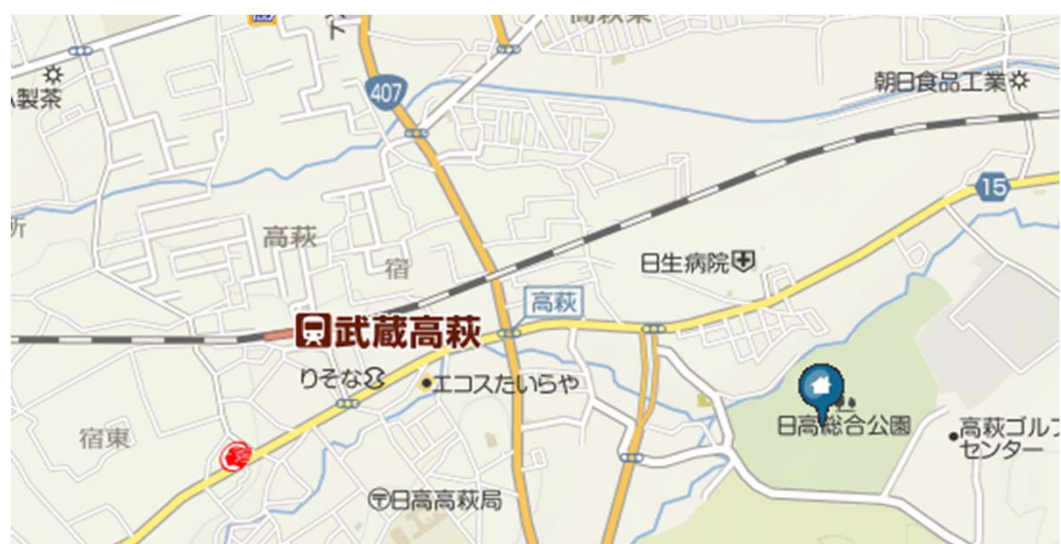 407
朝日食品工業
製茶
15
高萩
宿
日生病院
高萩
武蔵高萩
りそな
エコスたいらや
宿東
日高総合公園
高萩ゴルフ
センター
〒日高高萩局